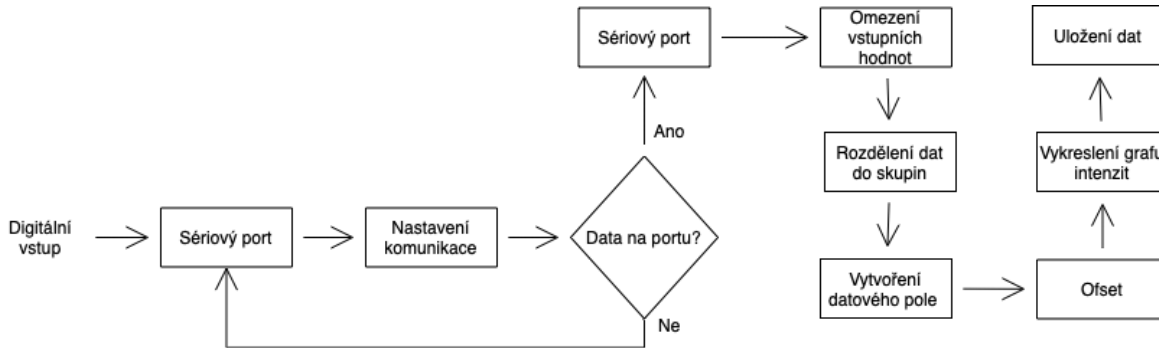 Digitální
vstup
Sériový port
Nastavení
komunikace
Data na portu?
Ano
Ne
Sériový port
Omezení
vstupních
hodnot
Rozdělení dat
do skupin
Vytvoření
datového pole
Ofset
Vykreslení grafu
intenzit
Uložení dat